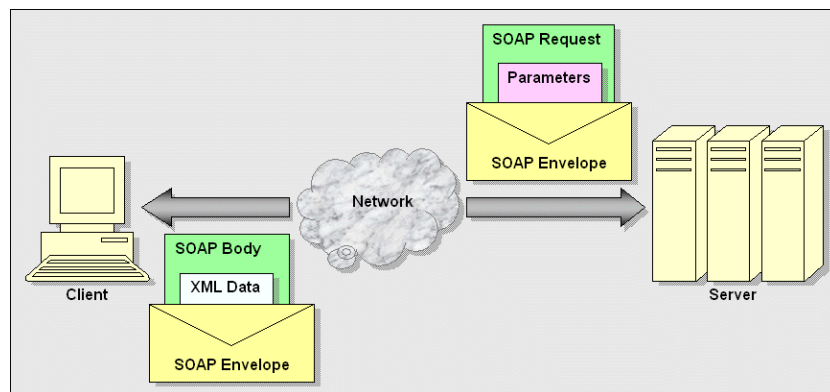 SOAP Request
Parameters
SOAP Envelope
Network
SOAP Body
XML Data
SOAP Envelope
Client
Server